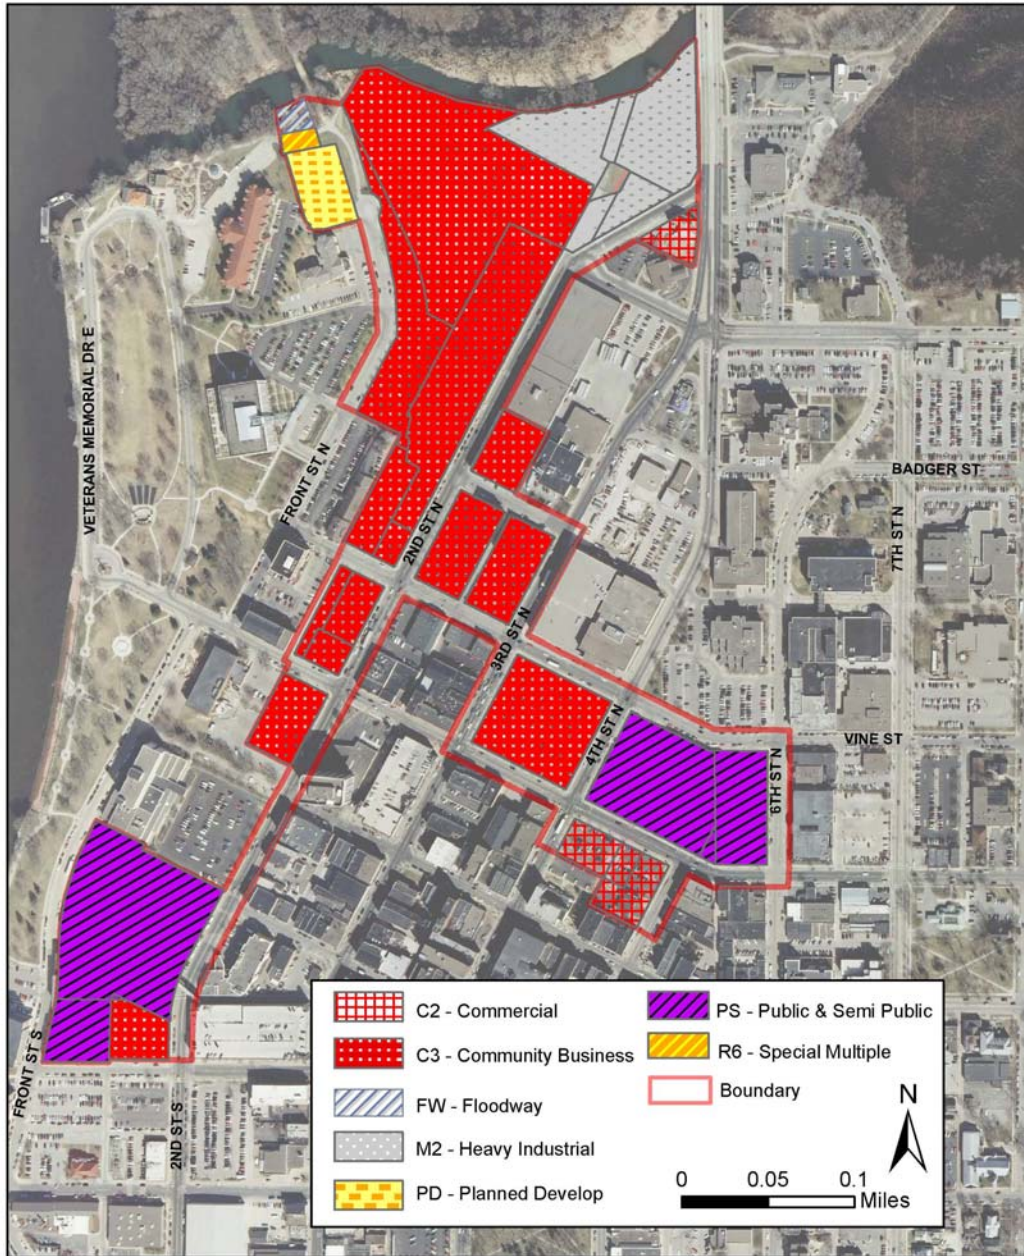 VETERANS MEMORIAL DR E
FRONT ST N
2ND ST N
BADGER ST
7TH ST N
3RD ST N
4TH ST N
VINE ST
6TH ST N
FRONT ST S
2ND ST S
C2 - Commercial
C3 - Community Business
FW - Floodway
M2 - Heavy Industrial
PD - Planned Develop
PS - Public & Semi Public
R6 - Special Multiple
Boundary
N
0 0.05 0.1
Miles